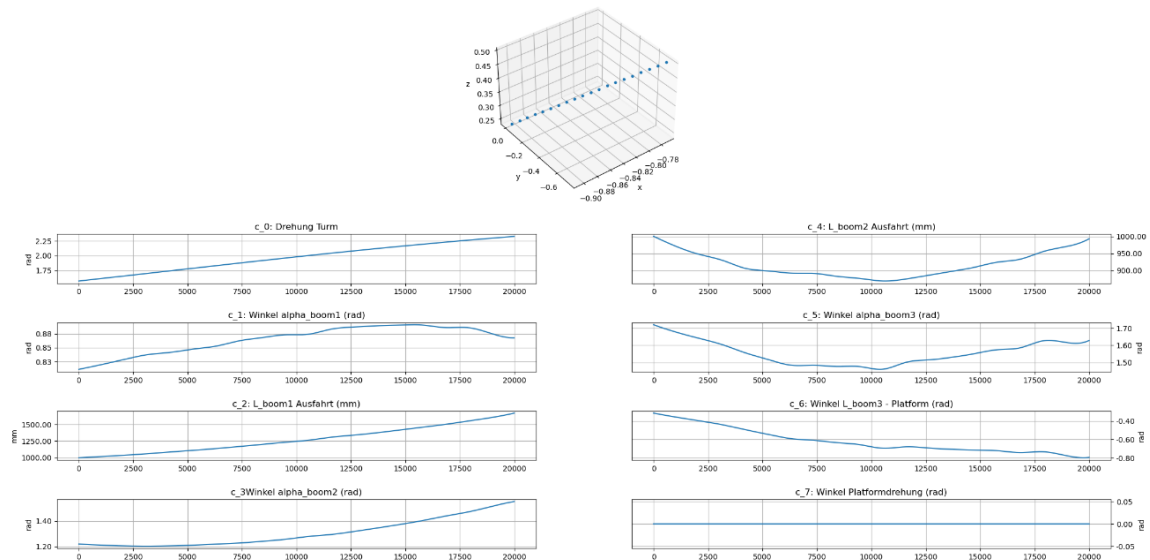 0.50
0.45
0.40
z
0.35
0.30
0.25
0.0
−0.2
−0.4
−0.6
y
−0.78
−0.80
−0.82
−0.84
−0.86
−0.88
−0.90
x
c_0: Drehung Turm
2.25
2.00
1.75
rad
0 2500 5000 7500 10000 12500 15000 17500 20000
c_4: L_boom2 Ausfahrt (mm)
1000.00
950.00
900.00
0 2500 5000 7500 10000 12500 15000 17500 20000
c_1: Winkel alpha_boom1 (rad)
0.88
0.85
0.83
rad
0 2500 5000 7500 10000 12500 15000 17500 20000
c_5: Winkel alpha_boom3 (rad)
1.70
1.60
1.50
rad
0 2500 5000 7500 10000 12500 15000 17500 20000
c_2: L_boom1 Ausfahrt (mm)
1500.00
1250.00
1000.00
mm
0 2500 5000 7500 10000 12500 15000 17500 20000
c_6: Winkel L_boom3 - Platform (rad)
−0.40
−0.60
−0.80
rad
0 2500 5000 7500 10000 12500 15000 17500 20000
c_3Winkel alpha_boom2 (rad)
1.40
1.20
rad
0 2500 5000 7500 10000 12500 15000 17500 20000
c_7: Winkel Platformdrehung (rad)
0.05
0.00
−0.05
rad
0 2500 5000 7500 10000 12500 15000 17500 20000